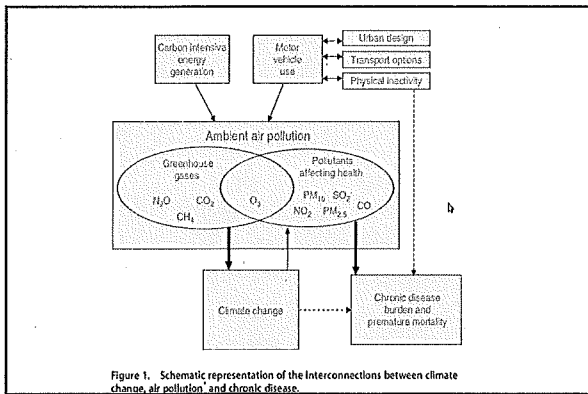 Carbon intensive
energy
generation
Motor
vehicle
use
Urban design
Transport options
Physical inactivity
Ambient air pollution
Greenhouse
gases
N₂O CO₂
CH₄
O₃
Pollutants
affecting health
PM₁₀ SO₂
CO
NO₂ PM₂.₅
Climate change
Chronic disease
burden and
premature mortality
Figure 1. Schematic representation of the interconnections between climate
change, air pollution* and chronic disease.